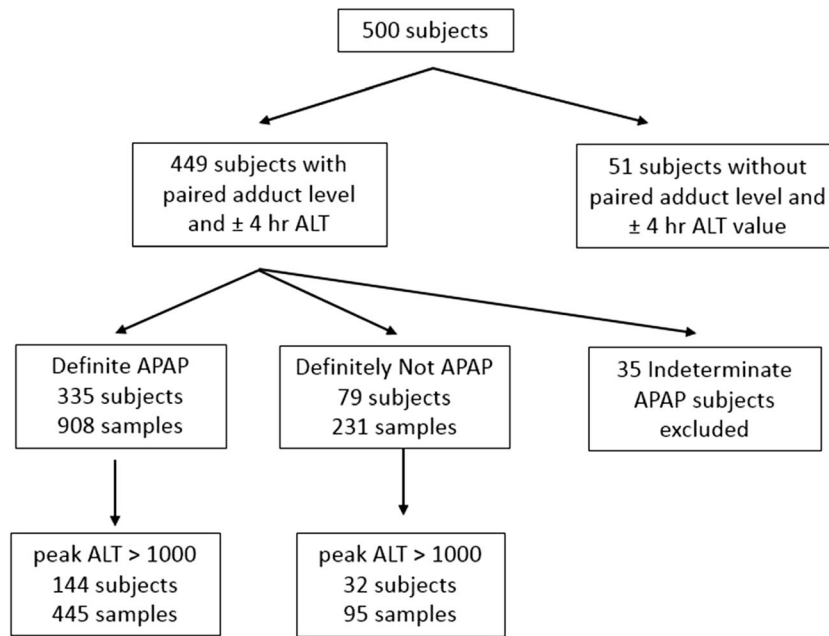 500 subjects
449 subjects with
paired adduct level
and ± 4 hr ALT
51 subjects without
paired adduct level and
± 4 hr ALT value
Definite APAP
335 subjects
908 samples
Definitely Not APAP
79 subjects
231 samples
35 Indeterminate
APAP subjects
excluded
peak ALT > 1000
144 subjects
445 samples
peak ALT > 1000
32 subjects
95 samples